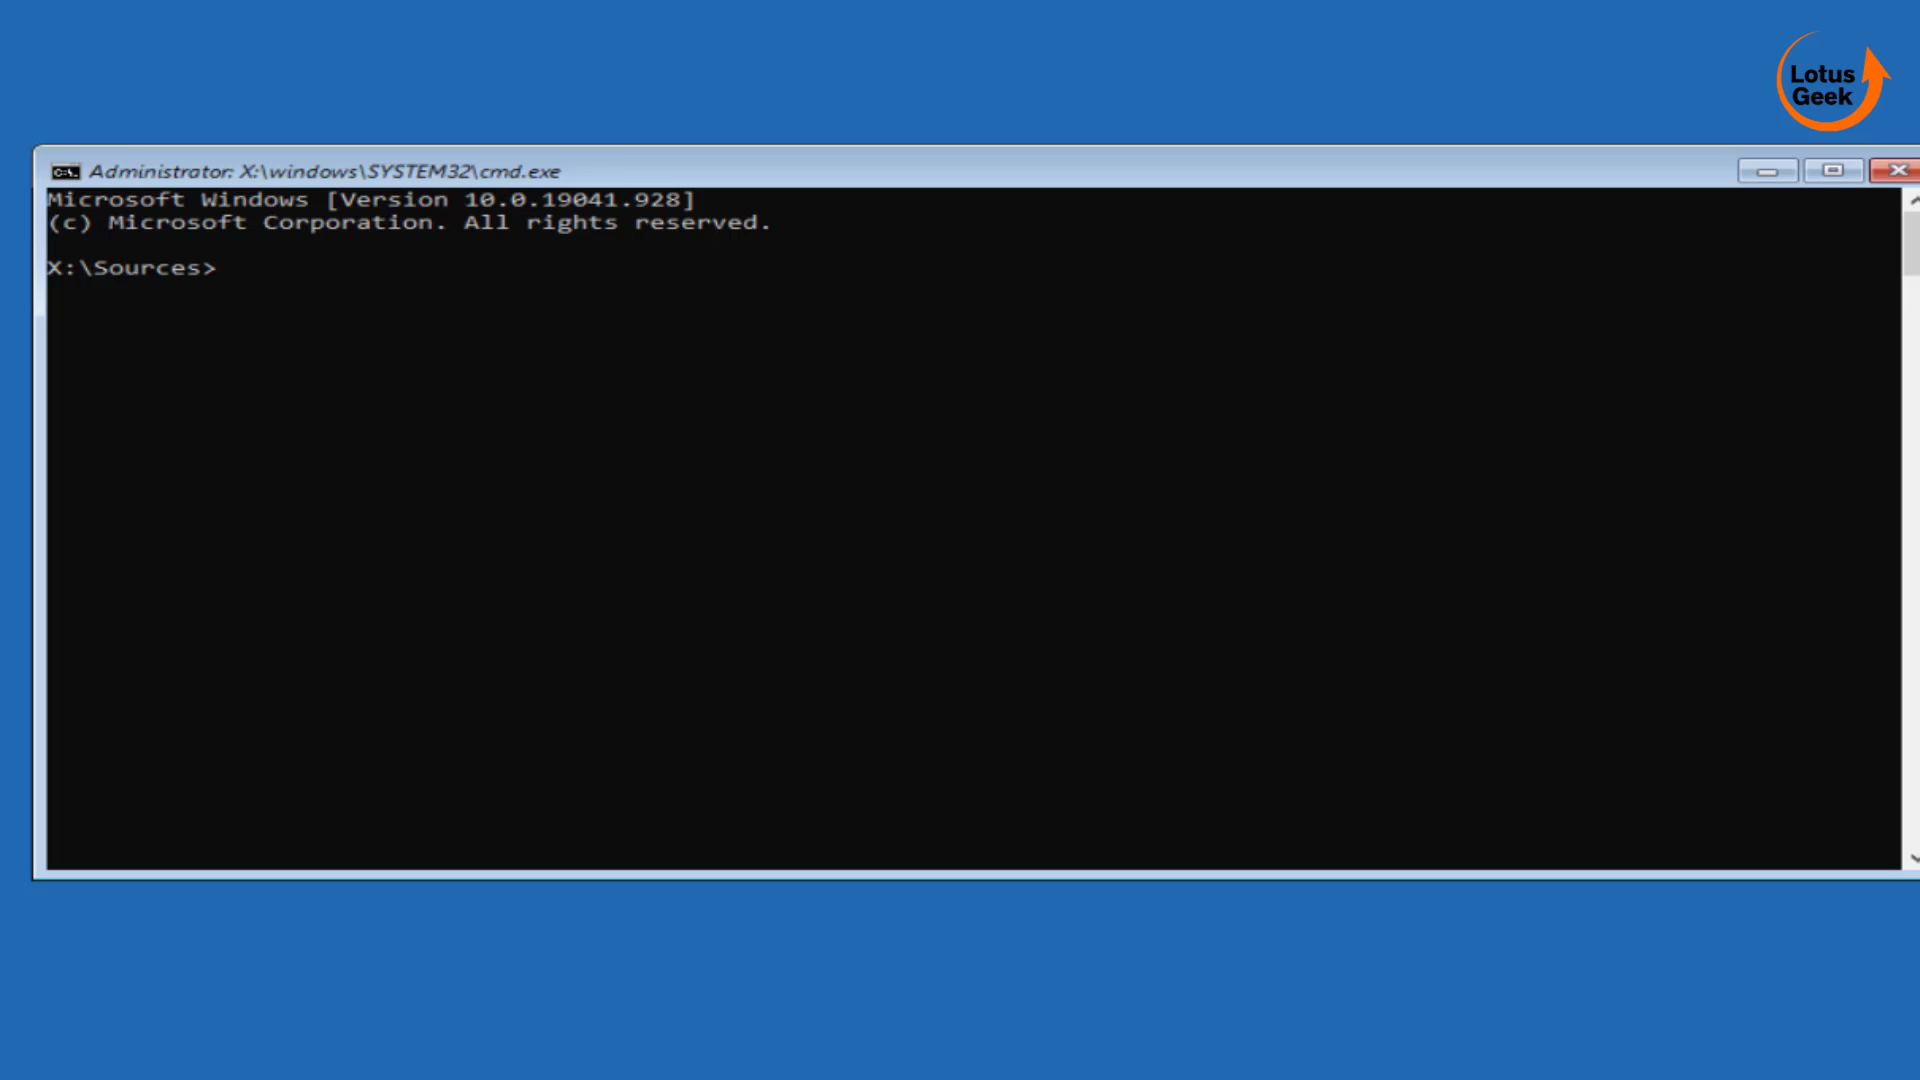 Lotus
Geek
Administrator: X:\windows\SYSTEM32\cmd.exe
Microsoft Windows [Version 10.0.19041.928]
(c) Microsoft Corporation. All rights reserved.
X:\Sources>